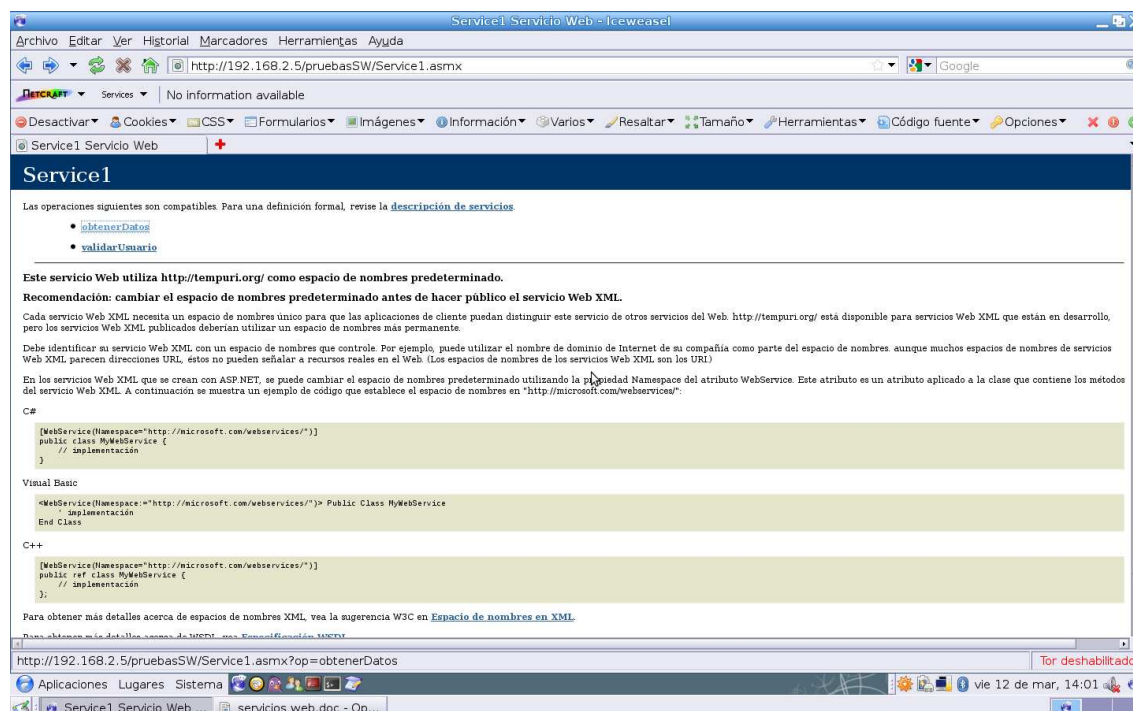 Service1 Servicio Web - Iceweasel
Archivo Editar Ver Historial Marcadores Herramientas Ayuda
http://192.168.2.5/pruebasSW/Service1.asmx
Google
NETCRAFT Services No information available
Desactivar Cookies CSS Formularios Imágenes Información Varios Resaltar Tamaño Herramientas Código fuente Opciones
Service1 Servicio Web
Service1
Las operaciones siguientes son compatibles. Para una definición formal, revise la descripción de servicios.
obtenerDatos
validarUsuario
Este servicio Web utiliza http://tempuri.org/ como espacio de nombres predeterminado.
Recomendación: cambiar el espacio de nombres predeterminado antes de hacer público el servicio Web XML.
Cada servicio Web XML necesita un espacio de nombres único para que las aplicaciones de cliente puedan distinguir este servicio de otros servicios del Web. http://tempuri.org/ está disponible para servicios Web XML que están en desarrollo,
pero los servicios Web XML publicados deberían utilizar un espacio de nombres más permanente.
Debe identificar su servicio Web XML con un espacio de nombres que controle. Por ejemplo, puede utilizar el nombre de dominio de Internet de su compañía como parte del espacio de nombres. aunque muchos espacios de nombres de servicios
Web XML parecen direcciones URL, éstos no pueden señalar a recursos reales en el Web. (Los espacios de nombres de los servicios Web XML son los URI.)
En los servicios Web XML que se crean con ASP.NET, se puede cambiar el espacio de nombres predeterminado utilizando la propiedad Namespace del atributo WebService. Este atributo es un atributo aplicado a la clase que contiene los métodos
del servicio Web XML. A continuación se muestra un ejemplo de código que establece el espacio de nombres en "http://microsoft.com/webservices/":
C#
[WebService(Namespace="http://microsoft.com/webservices/")]
public class MyWebService {
// implementación
}
Visual Basic
<WebService(Namespace:="http://microsoft.com/webservices/")> Public Class MyWebService
' implementación
End Class
C++
[WebService(Namespace="http://microsoft.com/webservices/")]
public ref class MyWebService {
// implementación
};
Para obtener más detalles acerca de espacios de nombres XML, vea la sugerencia W3C en Espacio de nombres en XML.
Para obtener más detalles acerca de WSDL, vea Especificación WSDL
http://192.168.2.5/pruebasSW/Service1.asmx?op=obtenerDatos
Tor deshabilitado
Aplicaciones Lugares Sistema
vie 12 de mar, 14:01
Service1 Servicio Web ...
servicios web.doc - Op...